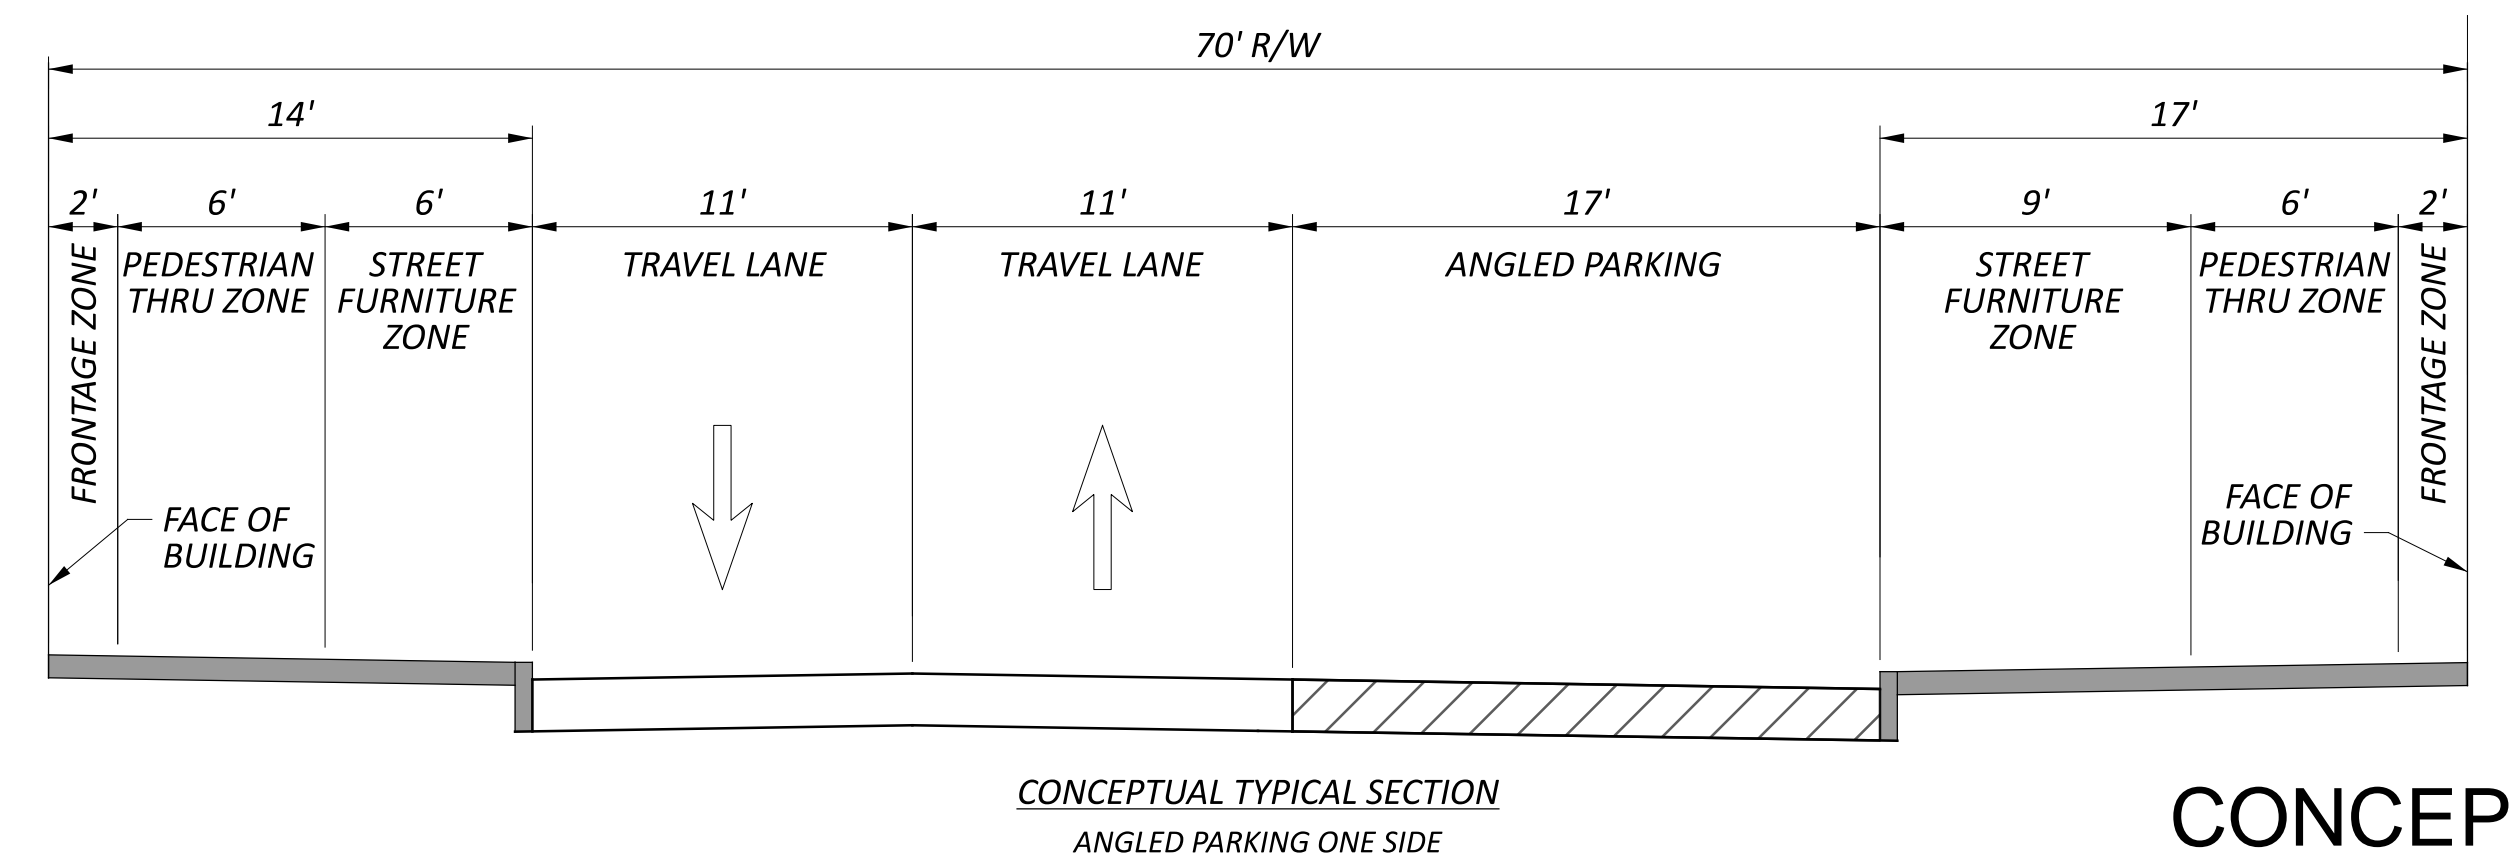 70' R/W
14'
17'
2'
6'
6'
11'
11'
17'
9'
6'
2'
FRONTAGE ZONE
PEDESTRIAN
THRU ZONE
STREET
FURNITURE
ZONE
TRAVEL LANE
TRAVEL LANE
ANGLED PARKING
STREET
FURNITURE
ZONE
PEDESTRIAN
THRU ZONE
FRONTAGE ZONE
FACE OF
BUILDING
FACE OF
BUILDING
CONCEPTUAL TYPICAL SECTION
ANGLED PARKING ONE SIDE
CONCEP